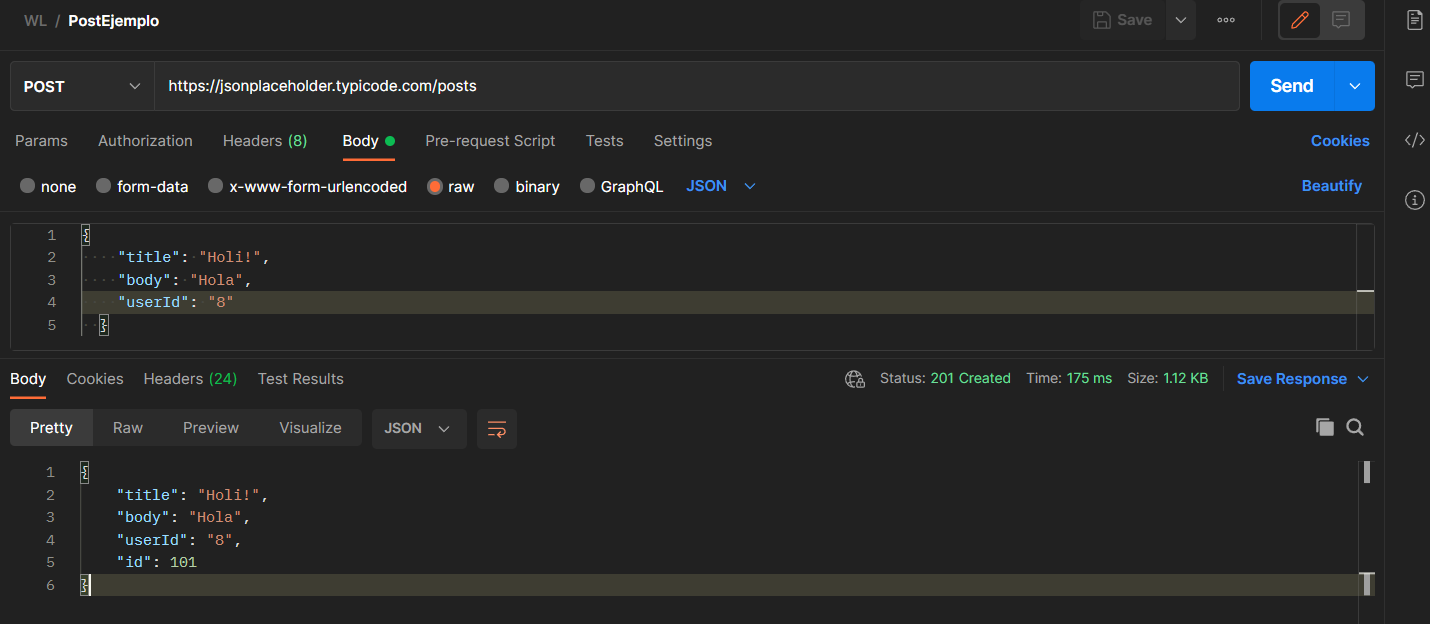 WL / PostEjemplo
Save
POST
https://jsonplaceholder.typicode.com/posts
Send
Params Authorization Headers (8) Body Pre-request Script Tests Settings Cookies
none form-data x-www-form-urlencoded raw binary GraphQL JSON Beautify
1 {
2 "title": "Holi!",
3 "body": "Hola",
4 "userId": "8"
5 }
Body Cookies Headers (24) Test Results Status: 201 Created Time: 175 ms Size: 1.12 KB Save Response
Pretty Raw Preview Visualize JSON
1 {
2 "title": "Holi!",
3 "body": "Hola",
4 "userId": "8",
5 "id": 101
6 }